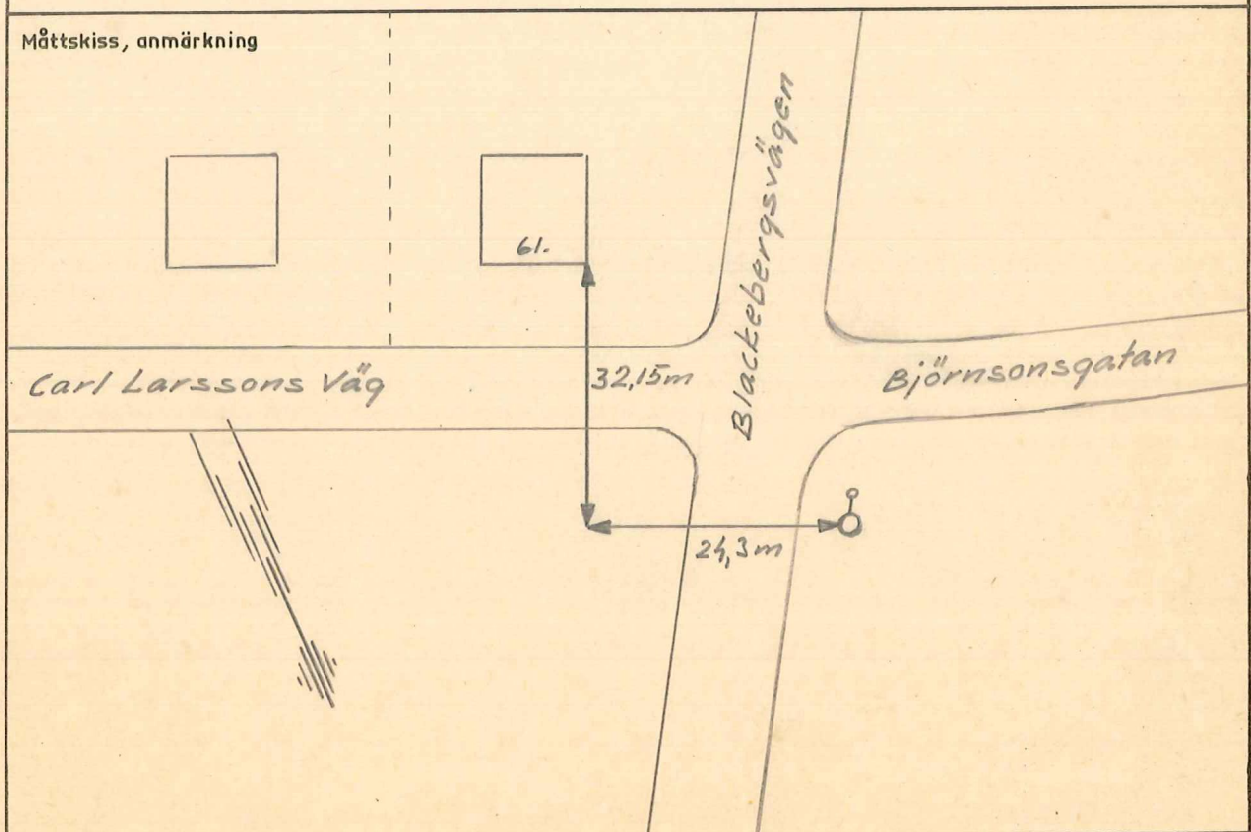 Måttskiss, anmärkning
61.
Blackebergsvägen
Carl Larssons Väg
32,15m
Björnsonsgatan
24,3m